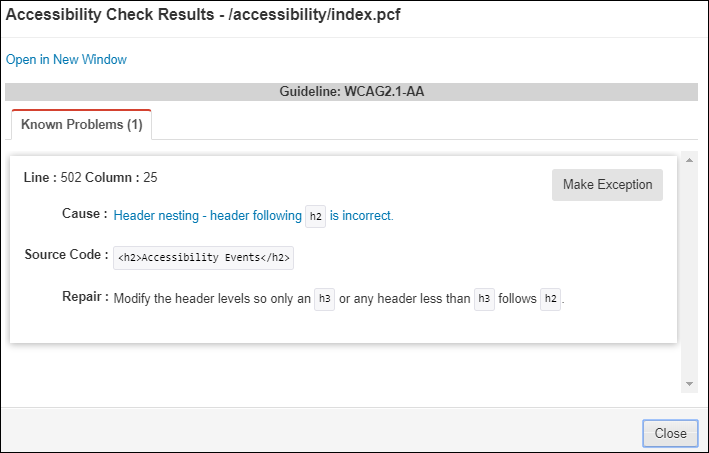 Accessibility Check Results - /accessibility/index.pcf
Open in New Window
Guideline: WCAG2.1-AA
Known Problems (1)
Line : 502 Column : 25
Make Exception
Cause : Header nesting - header following h2 is incorrect.
Source Code : <h2>Accessibility Events</h2>
Repair : Modify the header levels so only an h3 or any header less than h3 follows h2.
Close